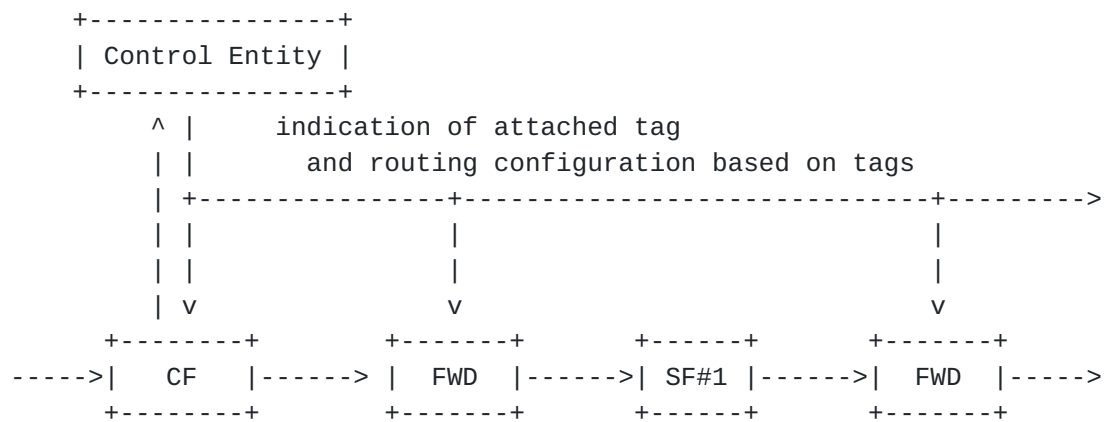 Control Entity
indication of attached tag
and routing configuration based on tags
CF FWD SF#1 FWD